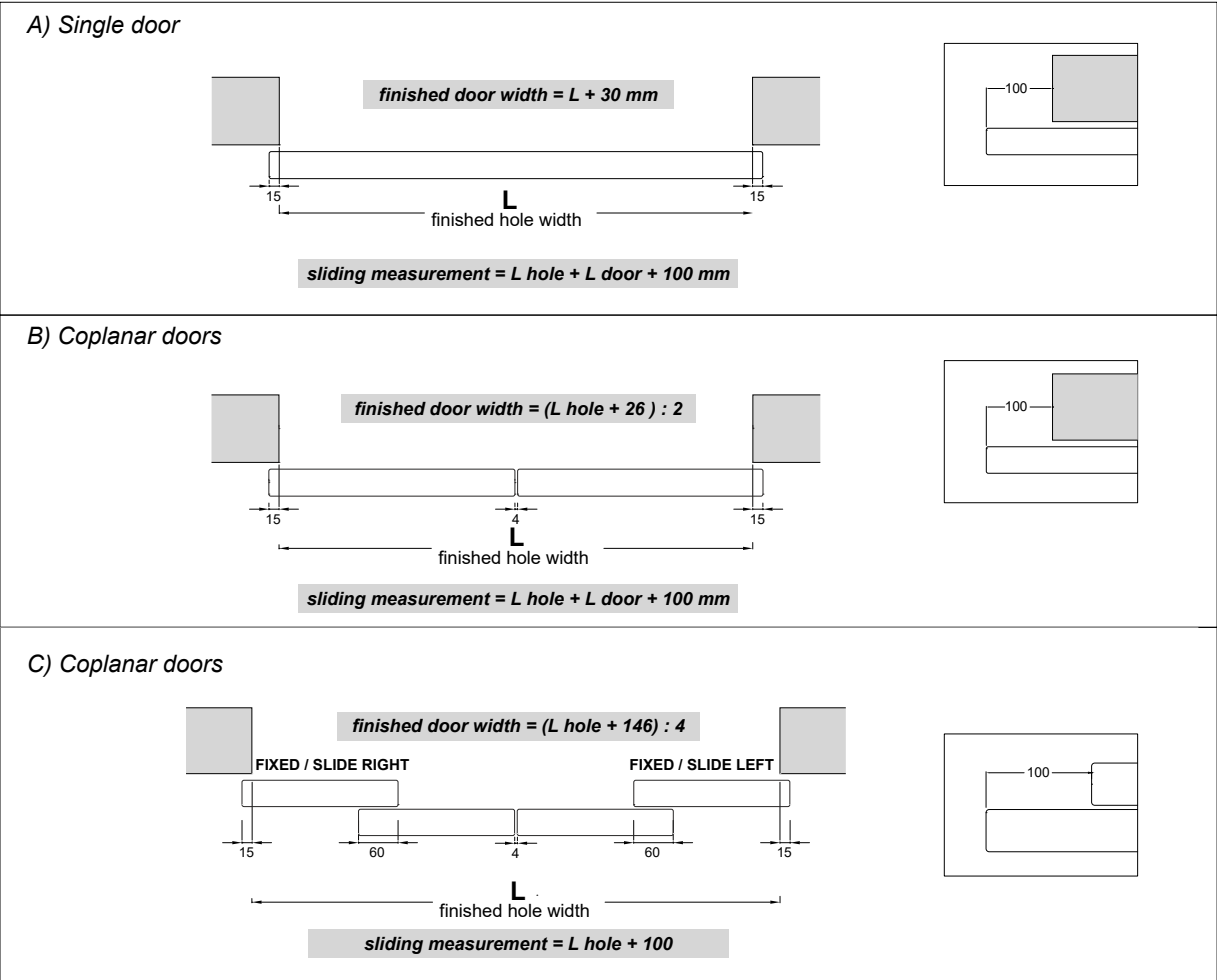 A) Single door
finished door width = L + 30 mm
100
15
15
L
finished hole width
sliding measurement = L hole + L door + 100 mm
B) Coplanar doors
finished door width = (L hole + 26 ) : 2
100
15
4
15
L
finished hole width
sliding measurement = L hole + L door + 100 mm
C) Coplanar doors
finished door width = (L hole + 146) : 4
FIXED / SLIDE RIGHT
FIXED / SLIDE LEFT
100
15
60
4
60
15
L
finished hole width
sliding measurement = L hole + 100